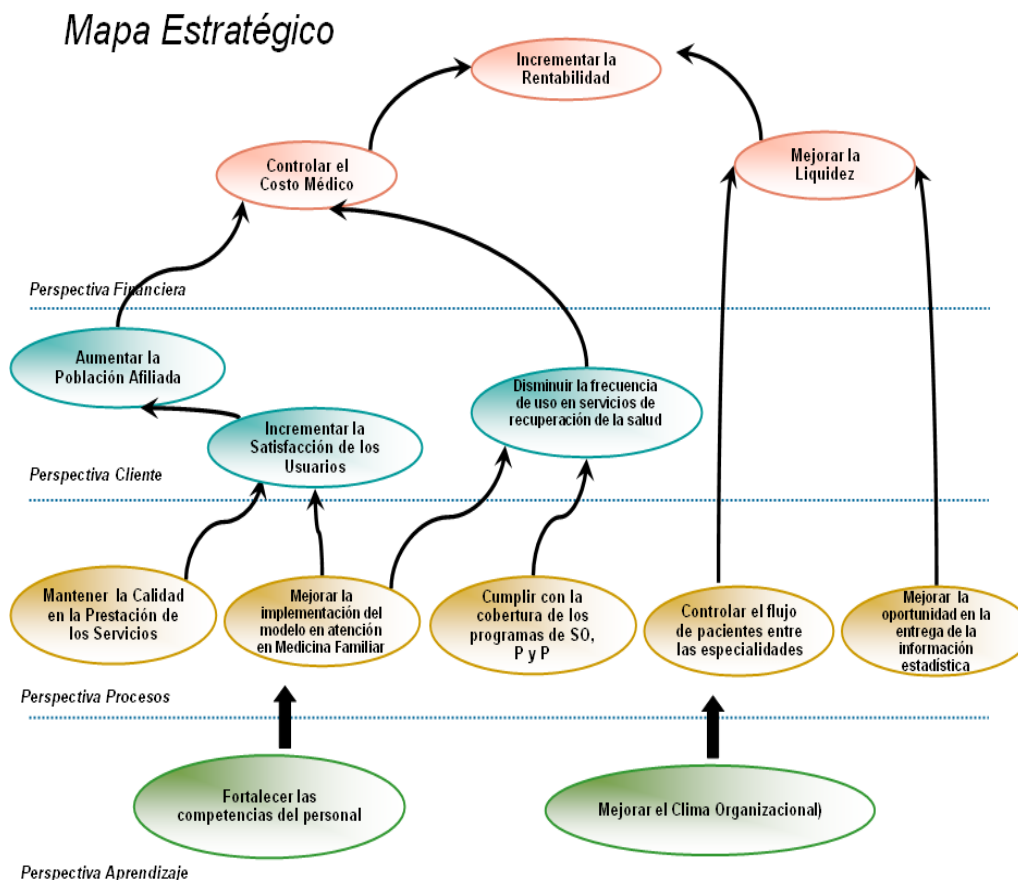 Mapa Estratégico
Incrementar la
Rentabilidad
Controlar el
Costo Médico
Mejorar la
Liquidez
Perspectiva Financiera
Aumentar la
Población Afiliada
Disminuir la frecuencia
de uso en servicios de
recuperación de la salud
Incrementar la
Satisfacción de los
Usuarios
Perspectiva Cliente
Mantener la Calidad
en la Prestación de
los Servicios
Mejorar la
implementación del
modelo en atención
en Medicina Familiar
Cumplir con la
cobertura de los
programas de SO,
P y P
Controlar el flujo
de pacientes entre
las especialidades
Mejorar la
oportunidad en la
entrega de la
información
estadística
Perspectiva Procesos
Fortalecer las
competencias del personal
Mejorar el Clima Organizacional)
Perspectiva Aprendizaje